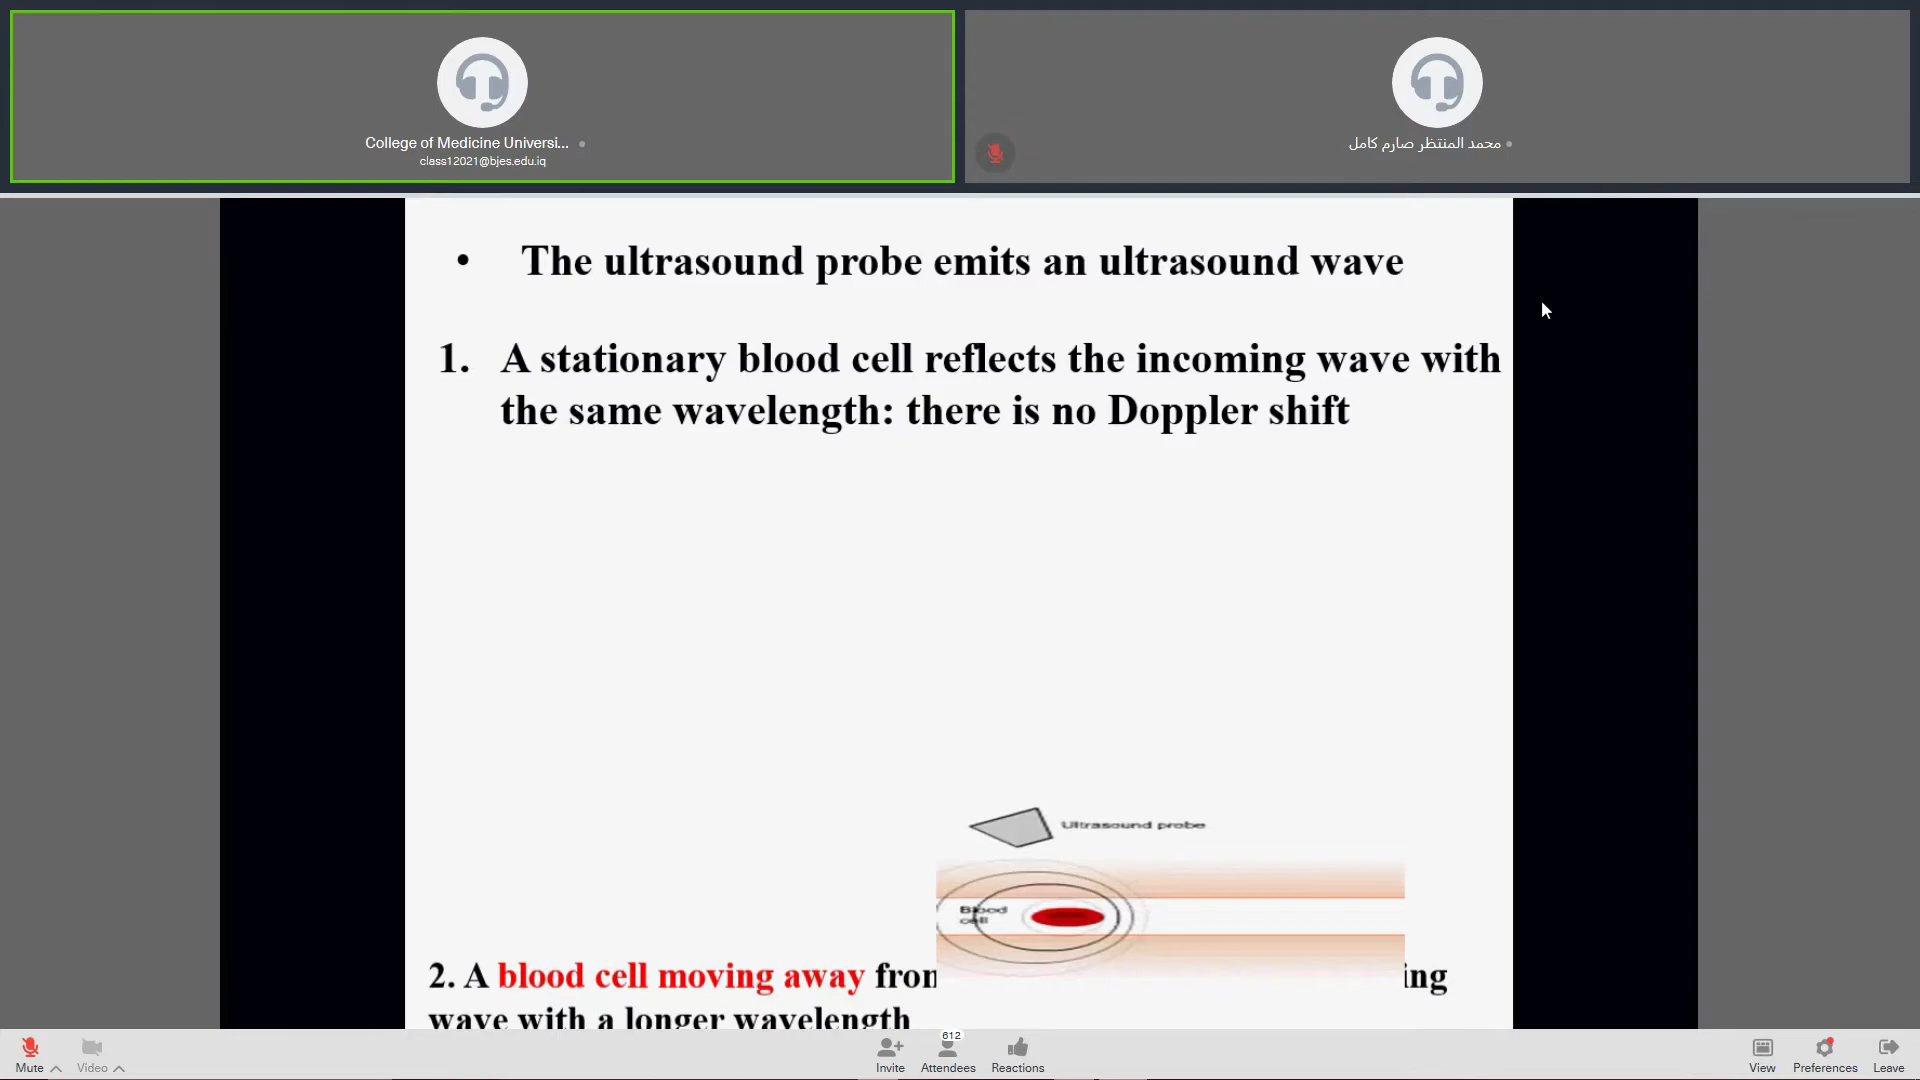 College of Medicine Universi...
class12021@bjes.edu.iq
محمد المنتظر صارم كامل
• The ultrasound probe emits an ultrasound wave
1. A stationary blood cell reflects the incoming wave with
the same wavelength: there is no Doppler shift
Ultrasound probe
Blood
cell
2. A blood cell moving away from ing
wave with a longer wavelength
612
Mute
Video
Invite
Attendees
Reactions
View
Preferences
Leave